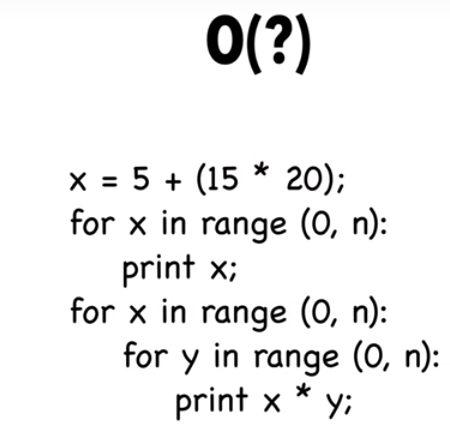 O(?)
x = 5 + (15 * 20);
for x in range (0, n):
print x;
for x in range (0, n):
for y in range (0, n):
print x * y;